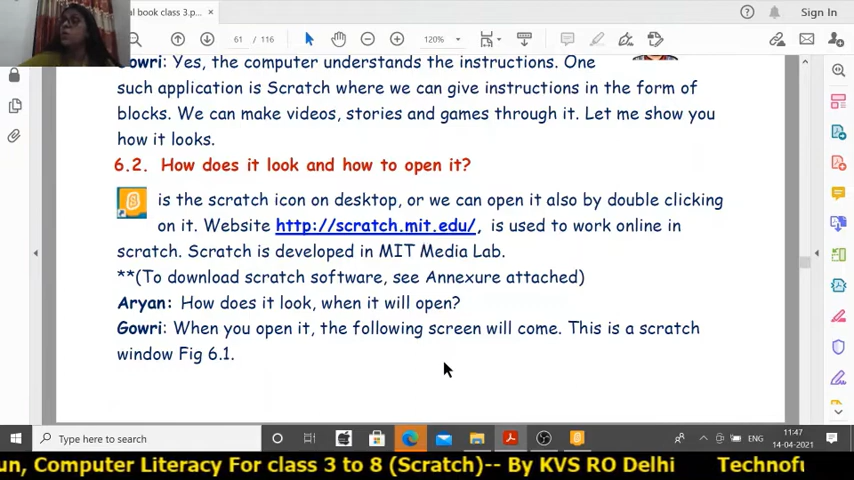 al book class 3.p...
×
Sign In
61 / 116
120%
Gowri: Yes, the computer understands the instructions. One
such application is Scratch where we can give instructions in the form of
blocks. We can make videos, stories and games through it. Let me show you
how it looks.
6.2. How does it look and how to open it?
is the scratch icon on desktop, or we can open it also by double clicking
on it. Website http://scratch.mit.edu/, is used to work online in
scratch. Scratch is developed in MIT Media Lab.
**(To download scratch software, see Annexure attached)
Aryan: How does it look, when it will open?
Gowri: When you open it, the following screen will come. This is a scratch
window Fig 6.1.
Type here to search
ENG
11:47
14-04-2021
un, Computer Literacy For class 3 to 8 (Scratch)-- By KVS RO Delhi Technofu